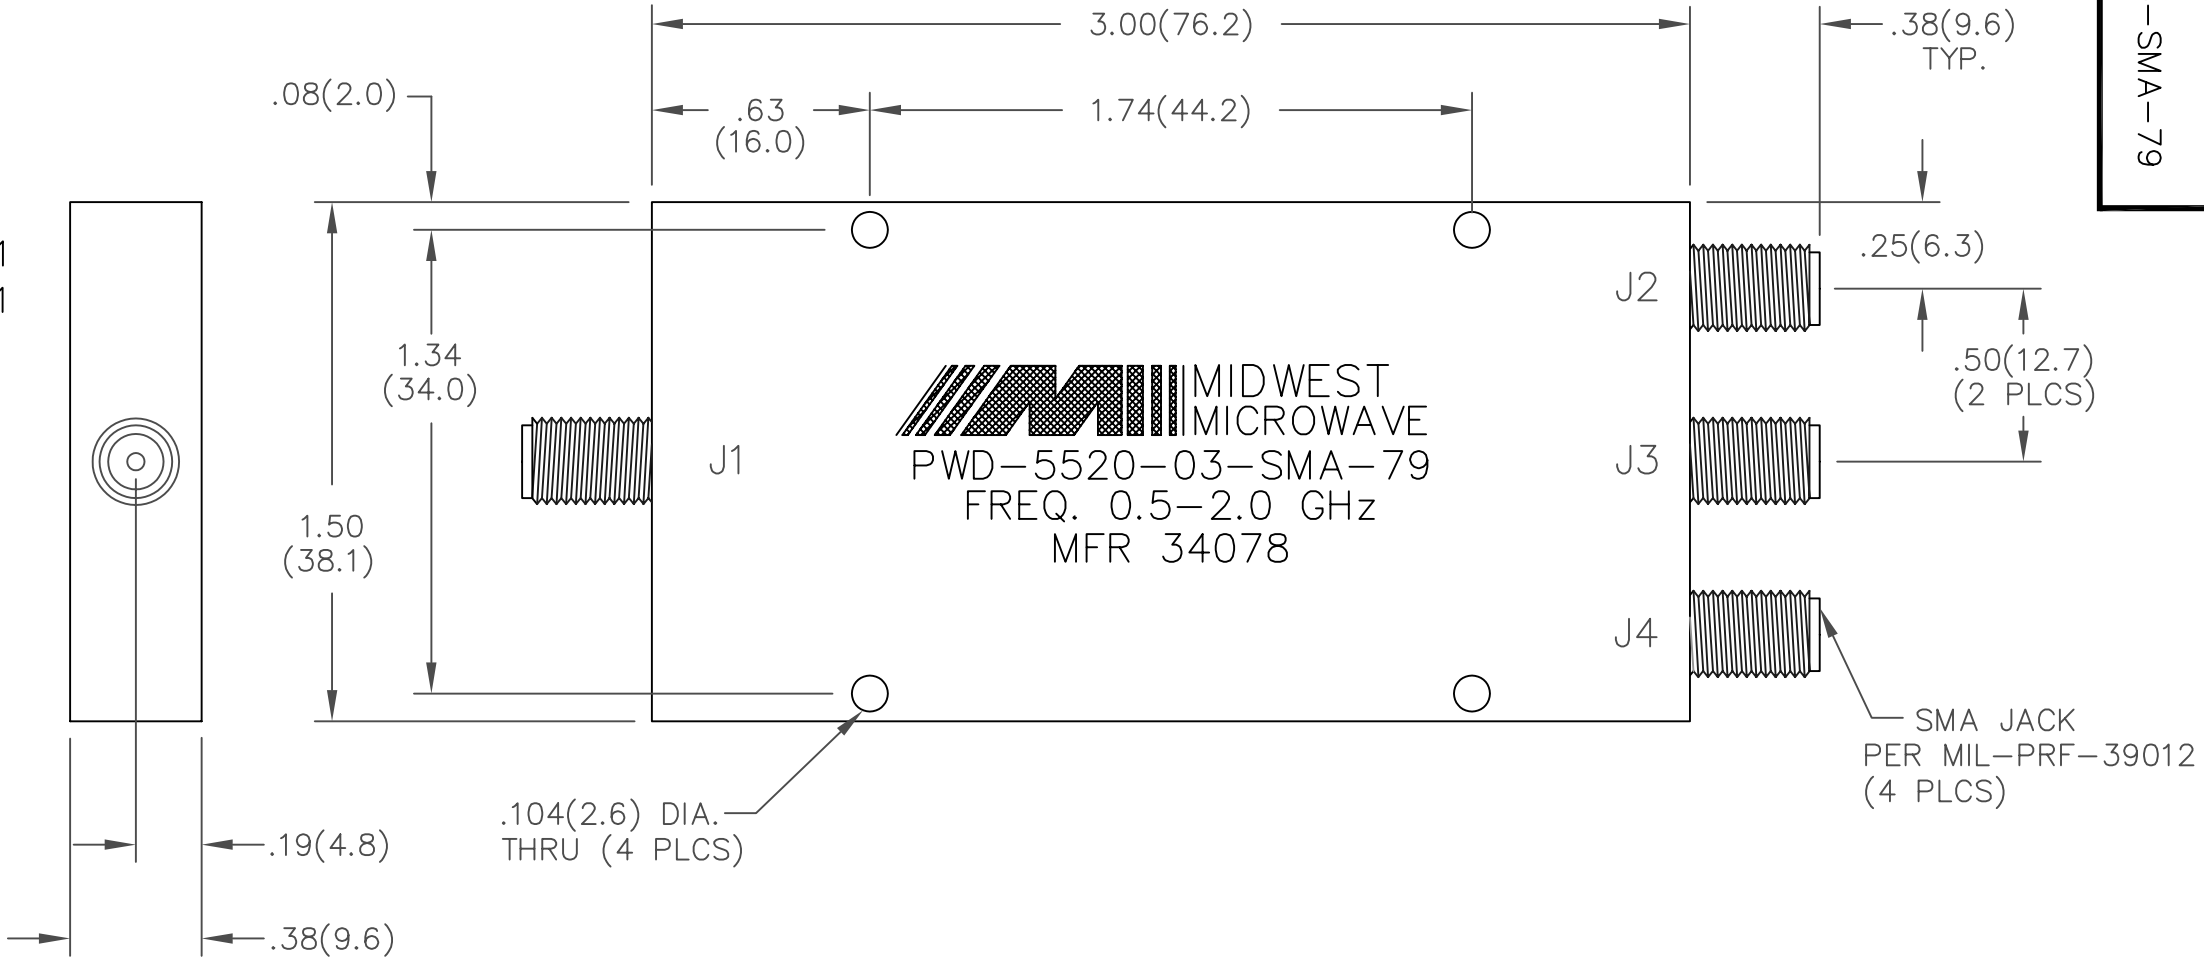 3.00(76.2)
.38(9.6)
TYP.
-SMA-79
.08(2.0)
.63
(16.0)
1.74(44.2)
1
1
.25(6.3)
J2
1.34
(34.0)
.50(12.7)
(2 PLCS)
MIDWEST
MICROWAVE
J1
PWD-5520-03-SMA-79
J3
FREQ. 0.5-2.0 GHz
1.50
(38.1)
MFR 34078
J4
SMA JACK
PER MIL-PRF-39012
(4 PLCS)
.104(2.6) DIA.
THRU (4 PLCS)
.19(4.8)
.38(9.6)